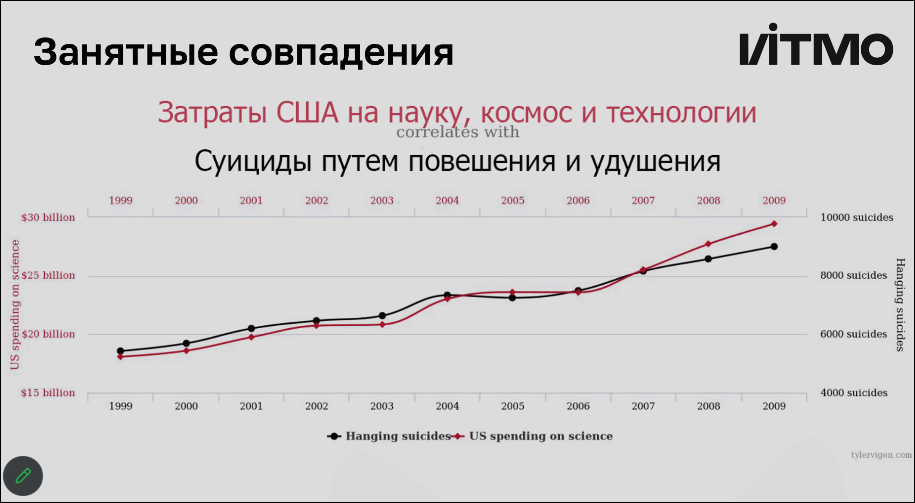 Занятные совпадения
ITMO
Затраты США на науку, космос и технологии
correlates with
Суициды путем повешения и удушения
1999 2000 2001 2002 2003 2004 2005 2006 2007 2008 2009
$30 billion
10000 suicides
$25 billion
8000 suicides
$20 billion
6000 suicides
$15 billion
4000 suicides
US spending on science
Hanging suicides
1999 2000 2001 2002 2003 2004 2005 2006 2007 2008 2009
Hanging suicides US spending on science
tylervigen.com